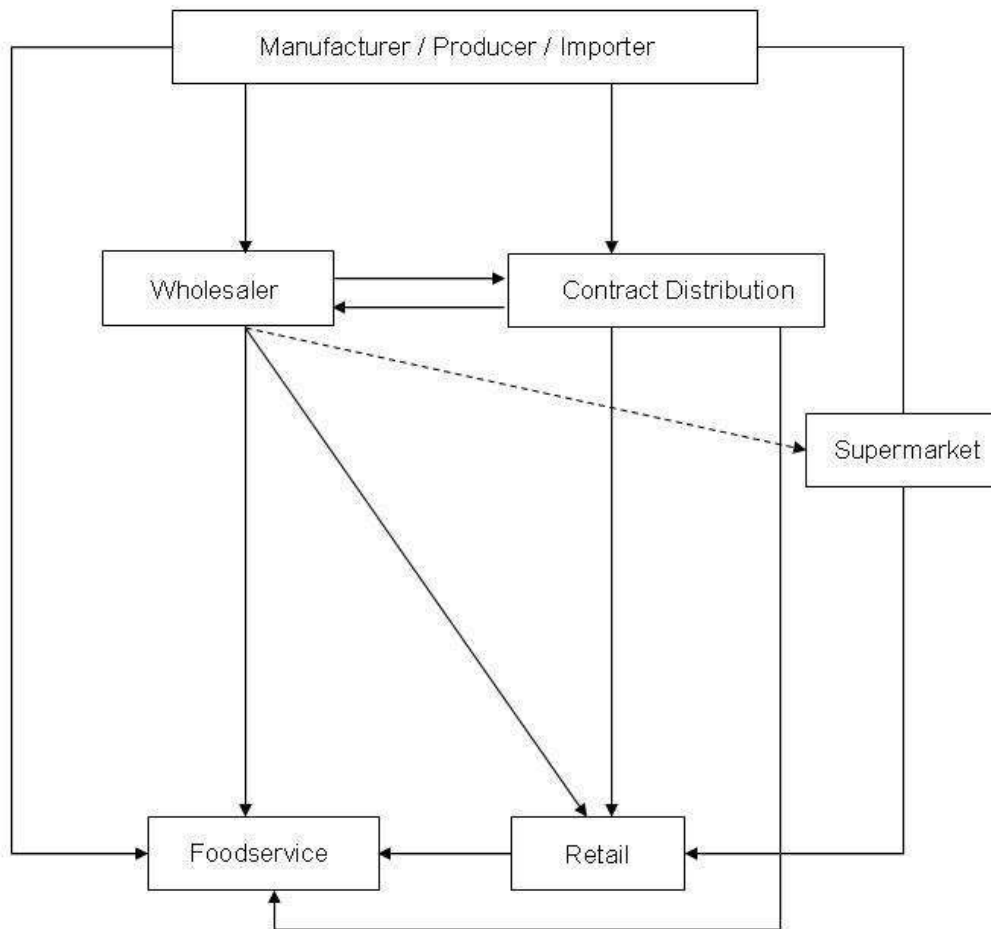 Manufacturer / Producer / Importer
Wholesaler
Contract Distribution
Supermarket
Foodservice
Retail